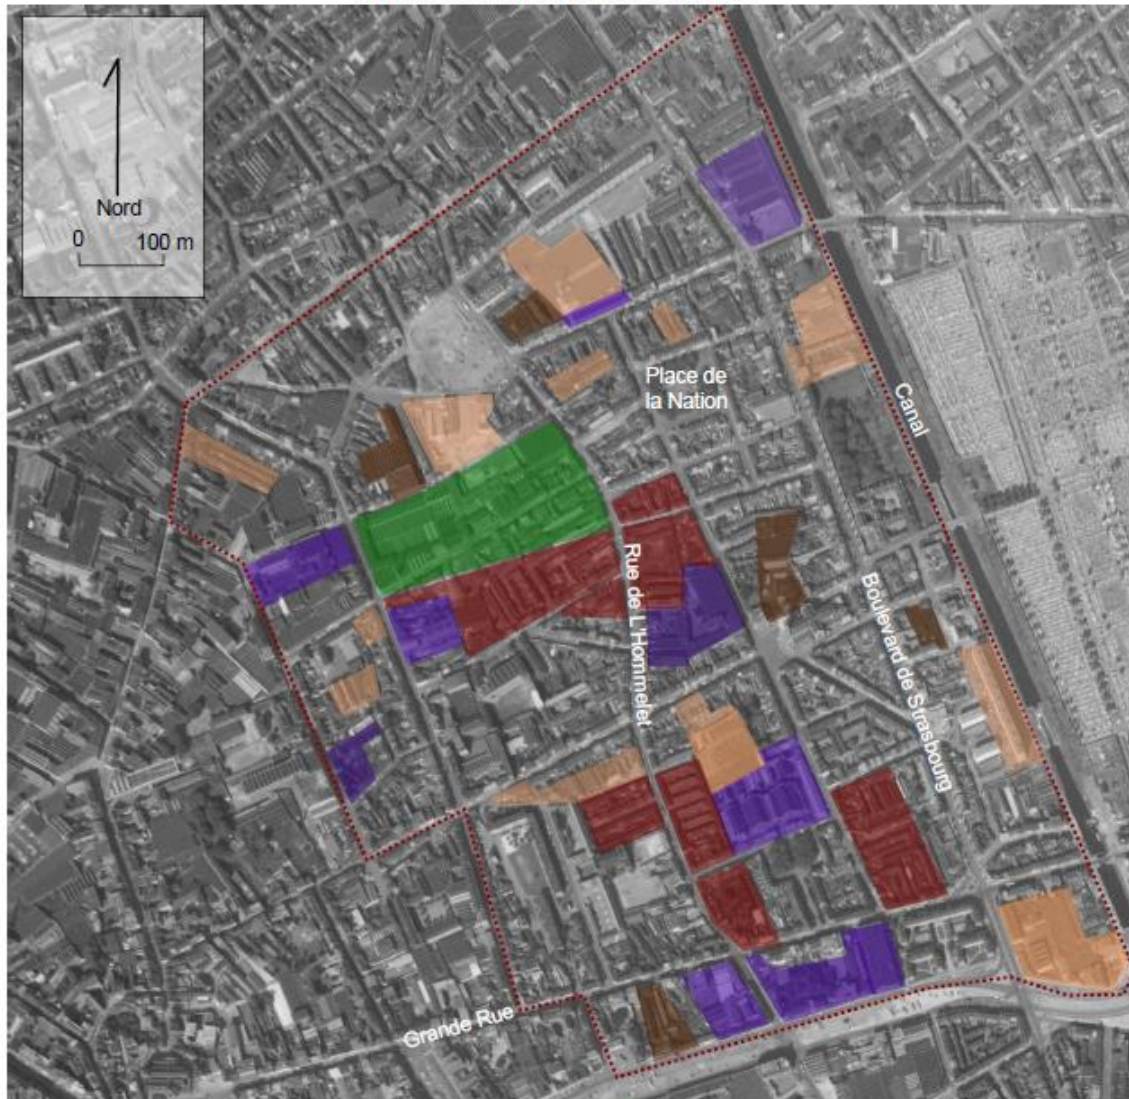 Nord
0 100 m
Place de
la Nation
Canal
Rue de L'Hommelet
Boulevard de Strasbourg
Grande Rue